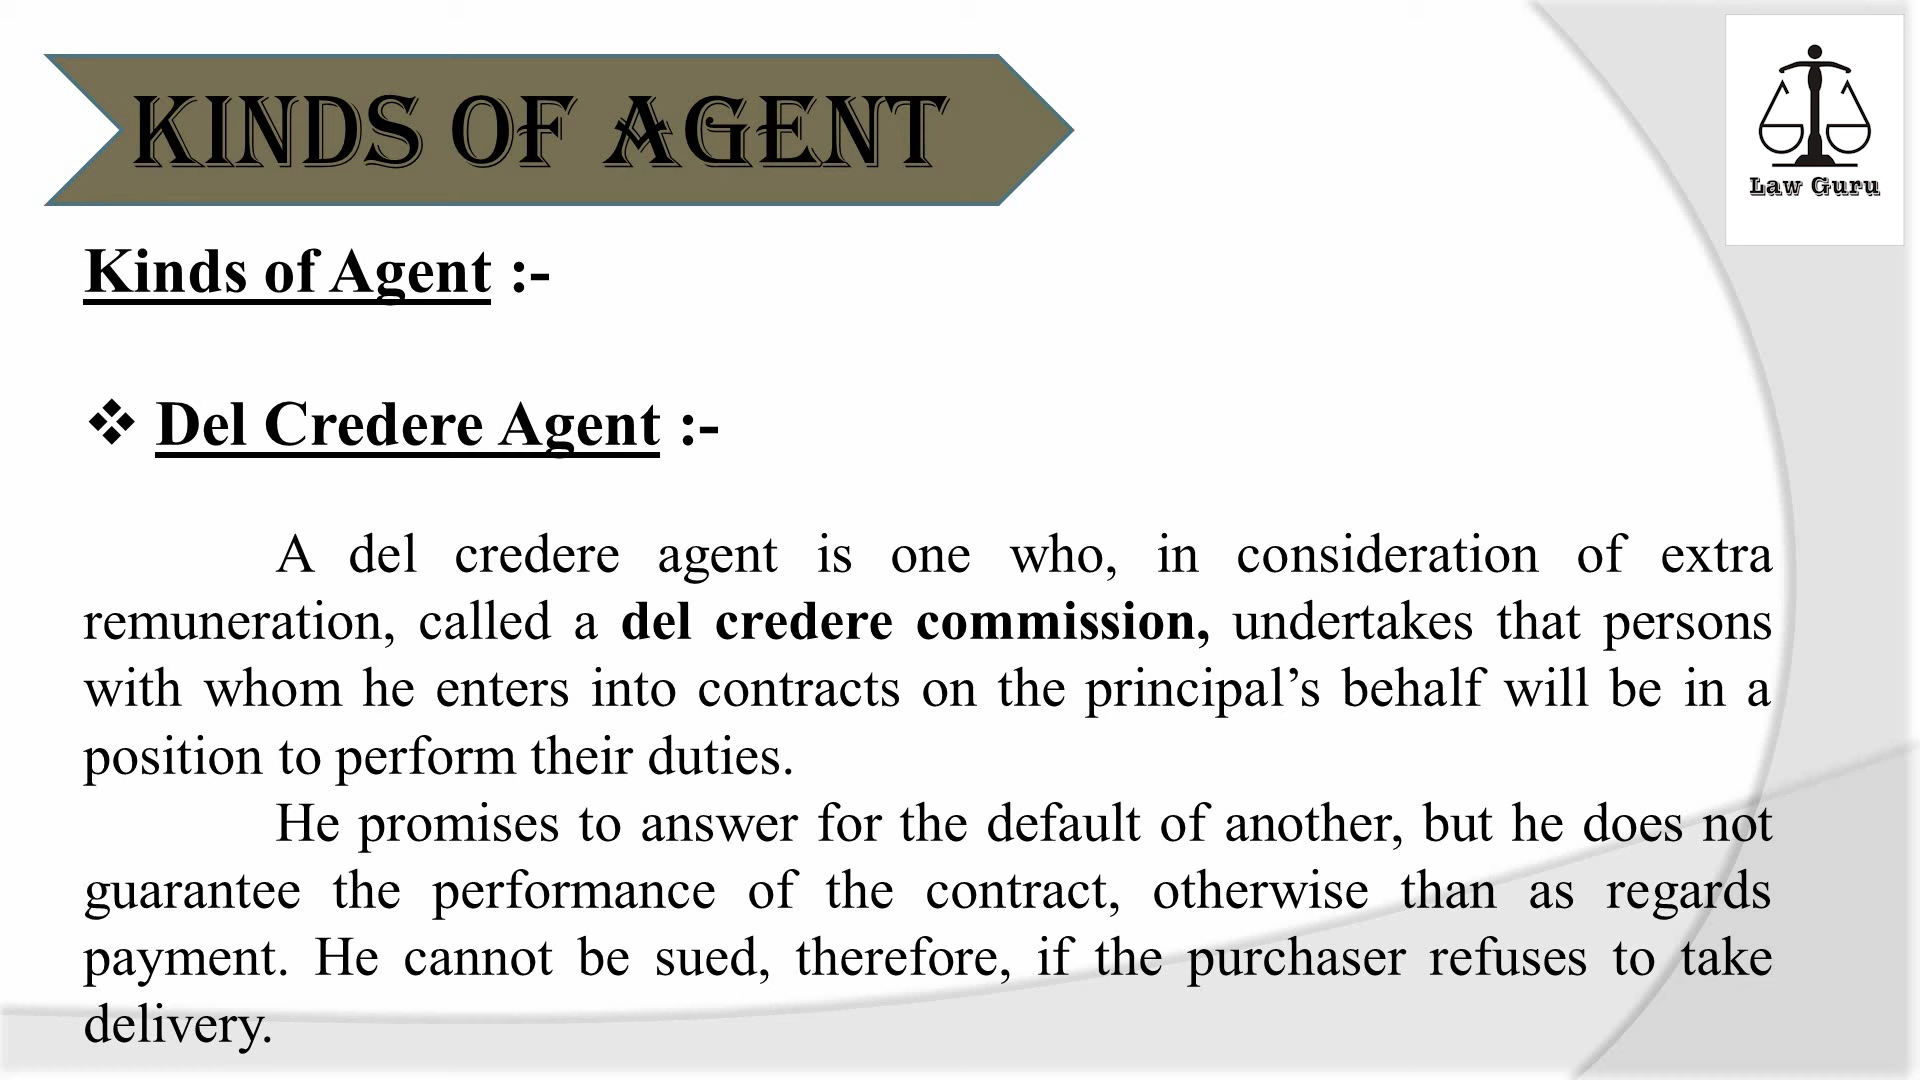 KINDS OF AGENT
Law Guru
Kinds of Agent :-
❖ Del Credere Agent :-
A del credere agent is one who, in consideration of extra
remuneration, called a del credere commission, undertakes that persons
with whom he enters into contracts on the principal’s behalf will be in a
position to perform their duties.
He promises to answer for the default of another, but he does not
guarantee the performance of the contract, otherwise than as regards
payment. He cannot be sued, therefore, if the purchaser refuses to take
delivery.